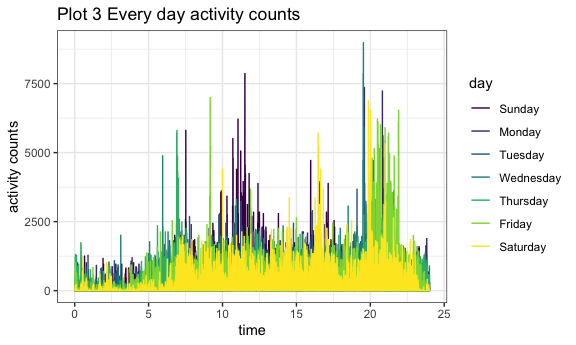 Plot 3 Every day activity counts
7500
5000
2500
0
activity counts
0
5
10
15
20
25
time
day
Sunday
Monday
Tuesday
Wednesday
Thursday
Friday
Saturday